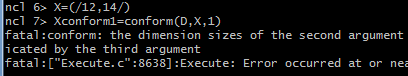 ncl 6> X=(/12,14/)
ncl 7> Xconform1=conform(D,X,1)
fatal:conform: the dimension sizes of the second argument
icated by the third argument
fatal:["Execute.c":8638]:Execute: Error occurred at or nea